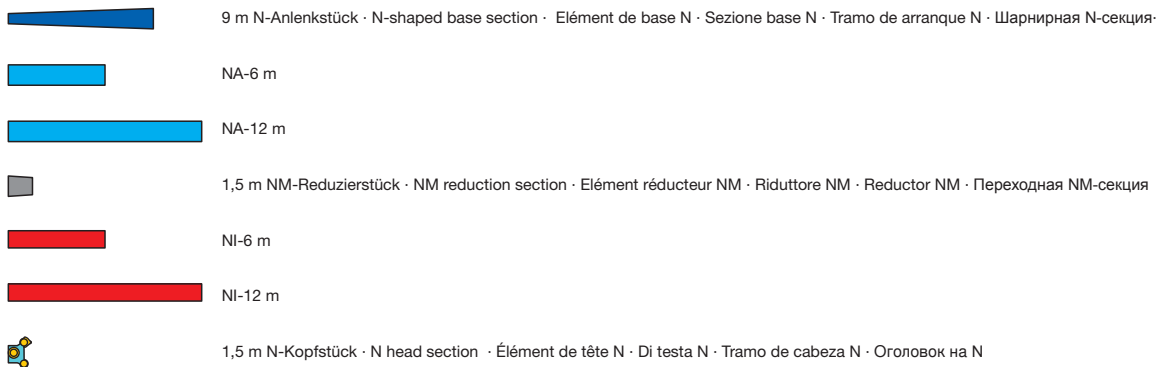 9 m N-Anlenkstück · N-shaped base section · Elément de base N · Sezione base N · Tramo de arranque N · Шарнирная N-секция·
NA-6 m
NA-12 m
1,5 m NM-Reduzierstück · NM reduction section · Elément réducteur NM · Riduttore NM · Reductor NM · Переходная NM-секция
NI-6 m
NI-12 m
1,5 m N-Kopfstück · N head section · Élément de tête N · Di testa N · Tramo de cabeza N · Оголовок на N